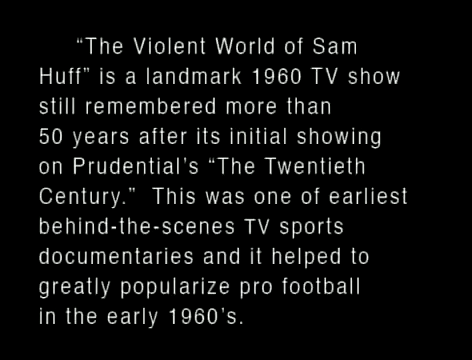 “The Violent World of Sam
Huff” is a landmark 1960 TV show
still remembered more than
50 years after its initial showing
on Prudential’s “The Twentieth
Century.” This was one of earliest
behind-the-scenes TV sports
documentaries and it helped to
greatly popularize pro football
in the early 1960’s.